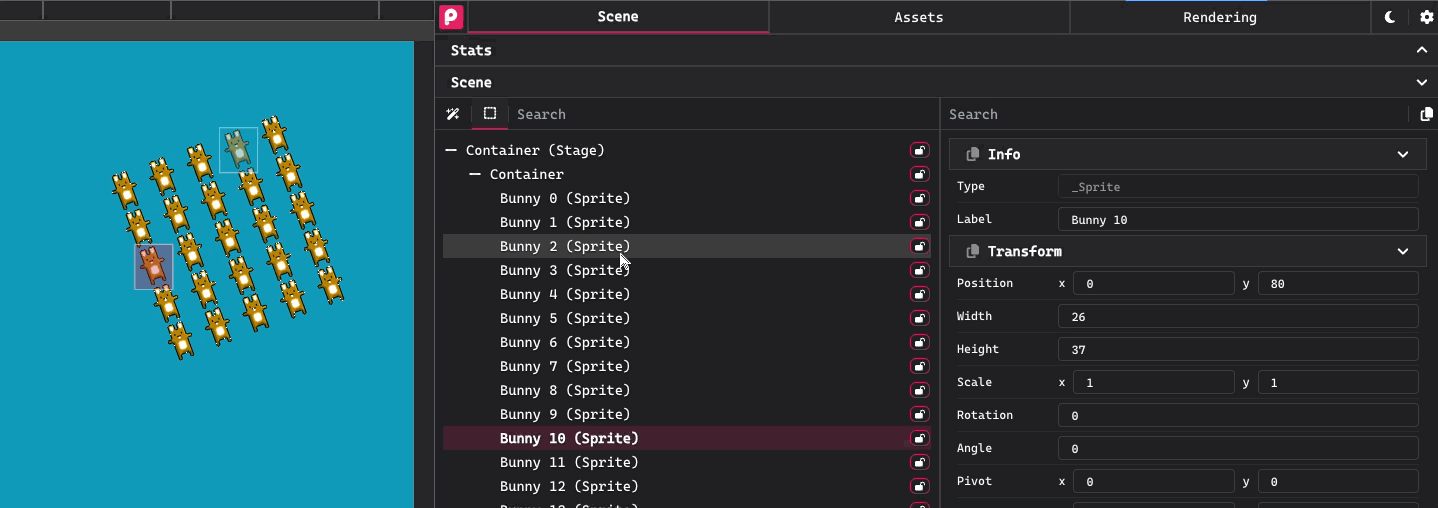 Scene Assets Rendering
Stats
Scene
Search
Container (Stage)
Container
Bunny 0 (Sprite)
Bunny 1 (Sprite)
Bunny 2 (Sprite)
Bunny 3 (Sprite)
Bunny 4 (Sprite)
Bunny 5 (Sprite)
Bunny 6 (Sprite)
Bunny 7 (Sprite)
Bunny 8 (Sprite)
Bunny 9 (Sprite)
Bunny 10 (Sprite)
Bunny 11 (Sprite)
Bunny 12 (Sprite)
Search
Info
Type _Sprite
Label Bunny 10
Transform
Position x 0 y 80
Width 26
Height 37
Scale x 1 y 1
Rotation 0
Angle 0
Pivot x 0 y 0